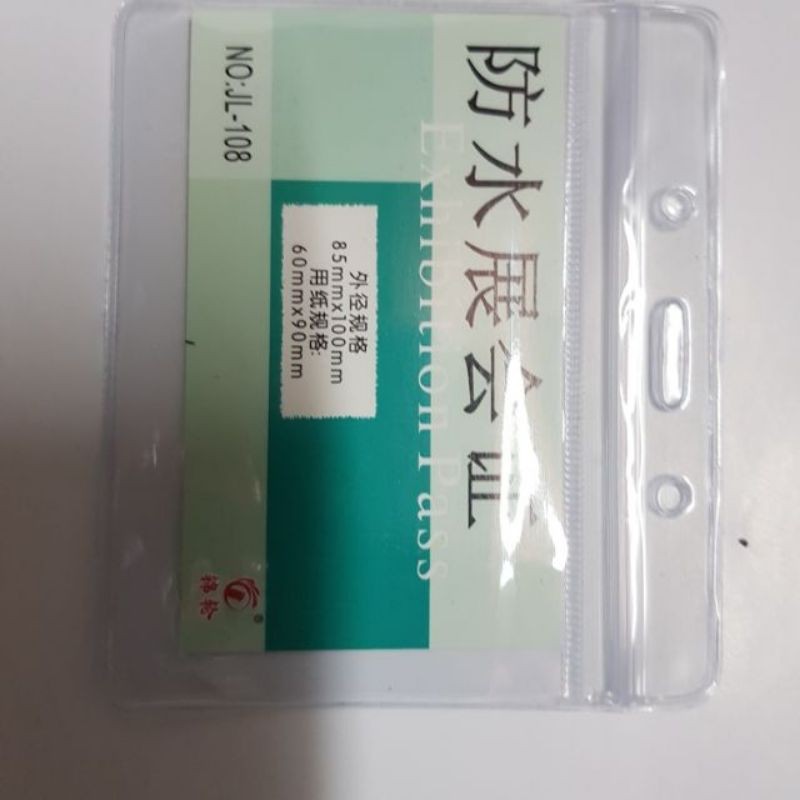 防水展会证
Exhibition Pass
外径规格
85mmx100mm
用纸规格:
60mmx90mm
NO:JL-108